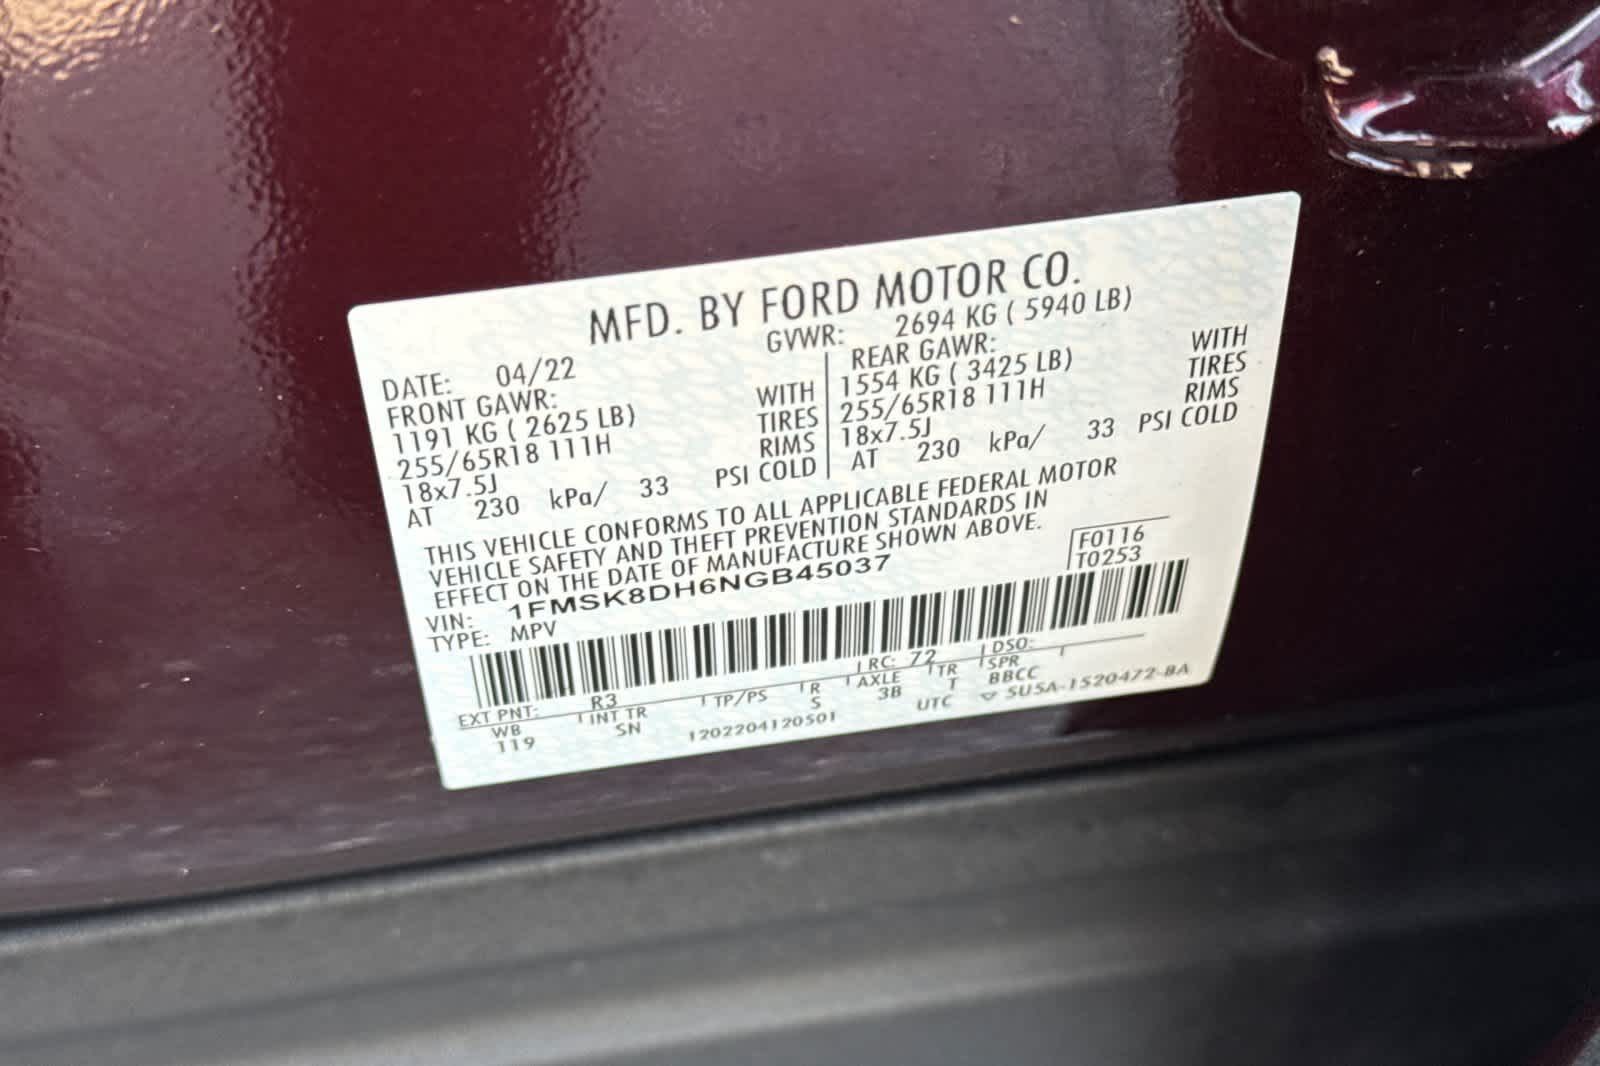 MFD. BY FORD MOTOR CO.
DATE: 04/22 GVWR: 2694 KG ( 5940 LB)
FRONT GAWR: REAR GAWR:
1191 KG ( 2625 LB) WITH 1554 KG ( 3425 LB) WITH
255/65R18 111H TIRES 255/65R18 111H TIRES
18x7.5J RIMS 18x7.5J RIMS
AT 230 kPa/ 33 PSI COLD AT 230 kPa/ 33 PSI COLD
THIS VEHICLE CONFORMS TO ALL APPLICABLE FEDERAL MOTOR
VEHICLE SAFETY AND THEFT PREVENTION STANDARDS IN
EFFECT ON THE DATE OF MANUFACTURE SHOWN ABOVE.
VIN: 1FMSK8DH6NGB45037 F0116
TYPE: MPV T0253
EXT PNT: R3 RC: 72 DSO:
WB INT TR TP/PS R AXLE TR SPR
119 SN S 3B T BBCC
1202204120501 UTC ▽ SU5A-1520472-BA